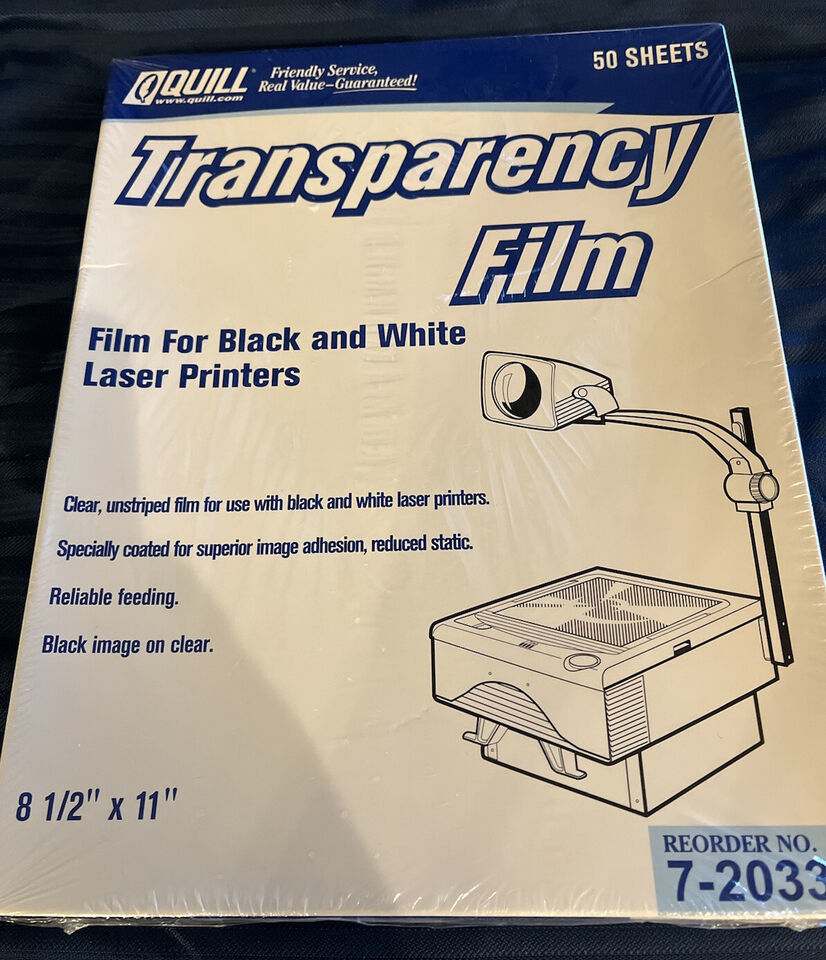 QUILL®
www.quill.com
Friendly Service,
Real Value–Guaranteed!
50 SHEETS
Transparency
Film
Film For Black and White
Laser Printers
Clear, unstriped film for use with black and white laser printers.
Specially coated for superior image adhesion, reduced static.
Reliable feeding.
Black image on clear.
8 1/2" x 11"
REORDER NO.
7-2033